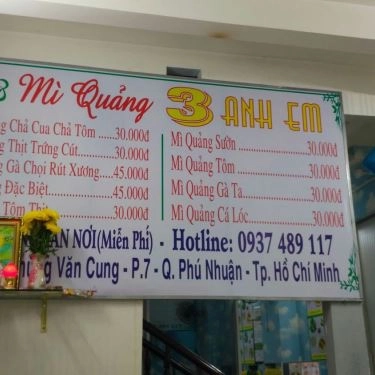 3 Mì Quảng 3 ANH EM
Chả Cua Chả Tôm 30.000đ
Thịt Trứng Cút 30.000đ
Gà Chọi Rút Xương 45.000đ
Đặc Biệt 45.000đ
Tôm Thịt 30.000đ
Mì Quảng Sườn 30.000đ
Mì Quảng Tôm 30.000đ
Mì Quảng Gà Ta 30.000đ
Mì Quảng Cá Lóc 30.000đ
NƠI(Miễn Phí) - Hotline: 0937 489 117
Văn Cung - P.7 - Q. Phú Nhuận - Tp. Hồ Chí Minh